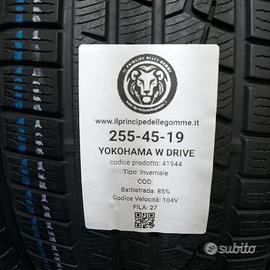 IL PRINCIPE DELLE GOMME
www.ilprincipedellegomme.it
255-45-19
YOKOHAMA W DRIVE
codice prodotto: 41944
Tipo: Invernale
COD:
Battistrada: 85%
Codice Velocità: 104V
FILA: 27
subito